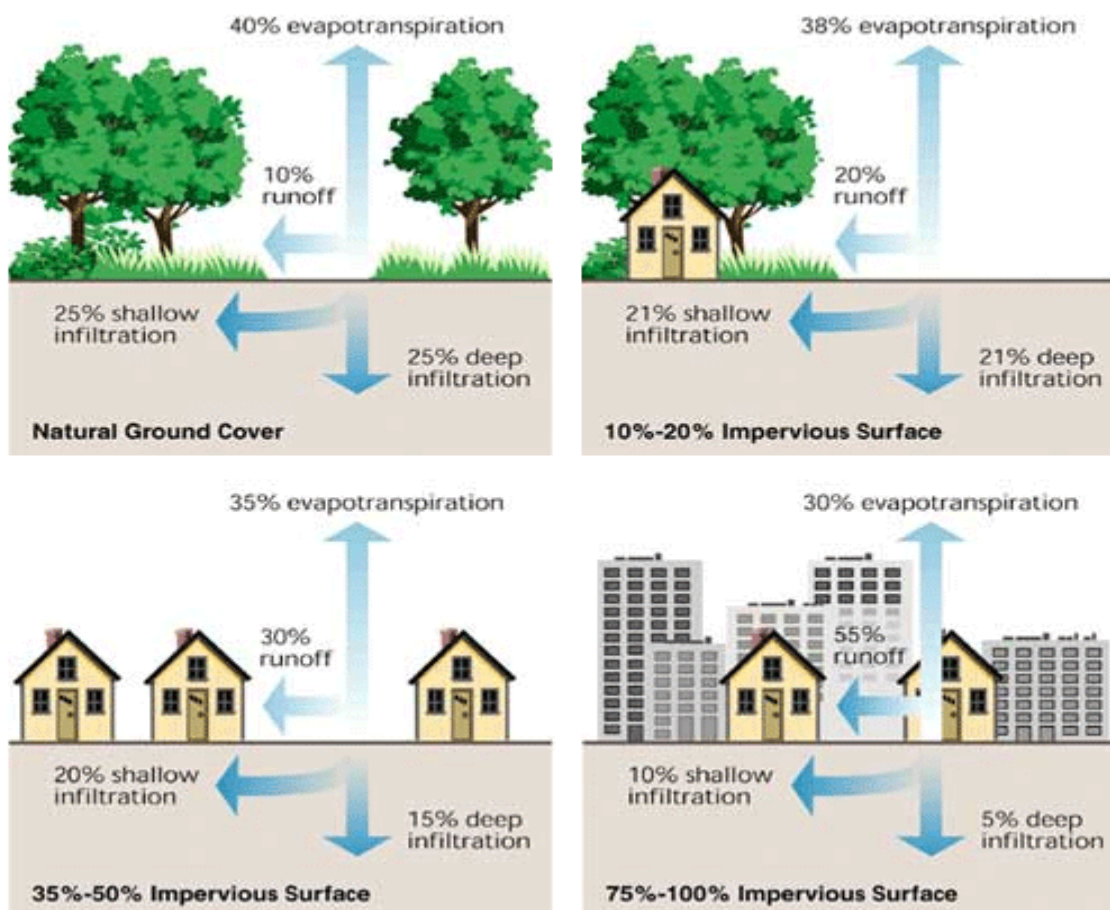 40% evapotranspiration
10%
runoff
25% shallow
infiltration
25% deep
infiltration
Natural Ground Cover
38% evapotranspiration
20%
runoff
21% shallow
infiltration
21% deep
infiltration
10%-20% Impervious Surface
35% evapotranspiration
30%
runoff
20% shallow
infiltration
15% deep
infiltration
35%-50% Impervious Surface
30% evapotranspiration
55%
runoff
10% shallow
infiltration
5% deep
infiltration
75%-100% Impervious Surface